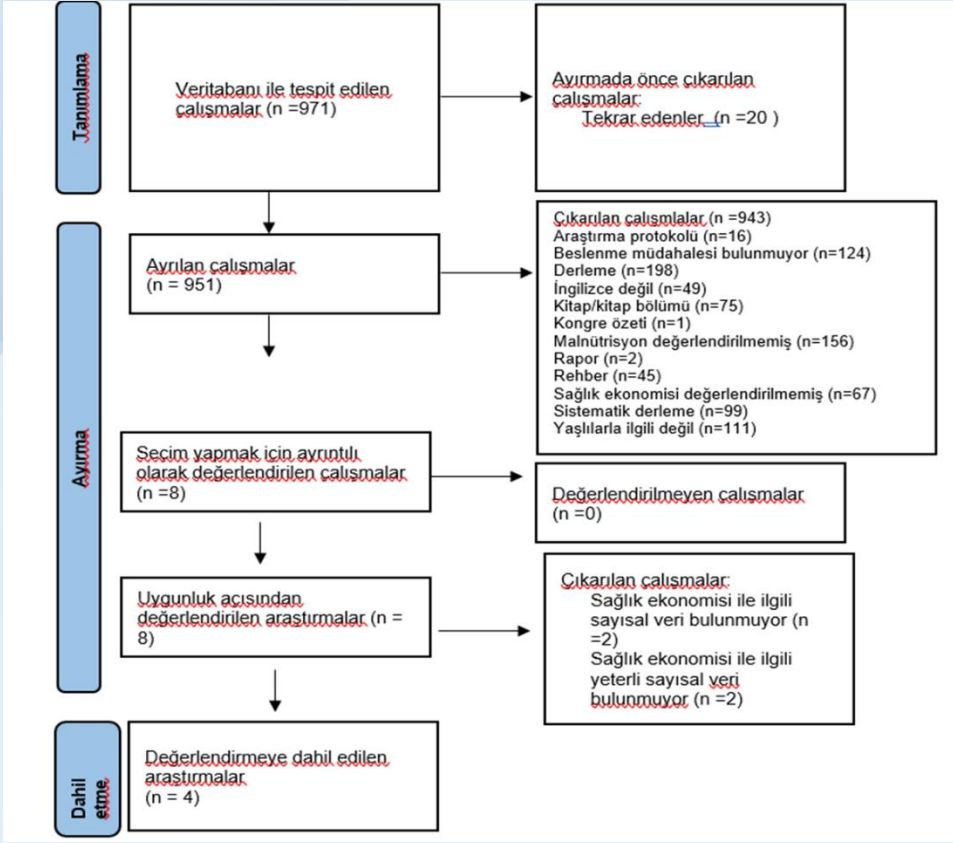 Tanımlama
Veritabanı ile tespit edilen
çalışmalar (n =971)
Ayırmada önce çıkarılan
çalışmalar:
Tekrar edenler (n =20 )
Ayırma
Ayrılan çalışmalar
(n = 951)
Çıkarılan çalışmlalar (n =943)
Araştırma protokolü (n=16)
Beslenme müdahalesi bulunmuyor (n=124)
Derleme (n=198)
İngilizce değil (n=49)
Kitap/kitap bölümü (n=75)
Kongre özeti (n=1)
Malnütrisyon değerlendirilmemiş (n=156)
Rapor (n=2)
Rehber (n=45)
Sağlık ekonomisi değerlendirilmemiş (n=67)
Sistematik derleme (n=99)
Yaşlılarla ilgili değil (n=111)
Seçim yapmak için ayrıntılı
olarak değerlendirilen çalışmalar
(n =8)
Değerlendirilmeyen çalışmalar
(n =0)
Uygunluk açısından
değerlendirilen araştırmalar (n =
8)
Çıkarılan çalışmalar:
Sağlık ekonomisi ile ilgili
sayısal veri bulunmuyor (n
=2)
Sağlık ekonomisi ile ilgili
yeterli sayısal veri
bulunmuyor (n =2)
Dahil
etme
Değerlendirmeye dahil edilen
araştırmalar
(n = 4)